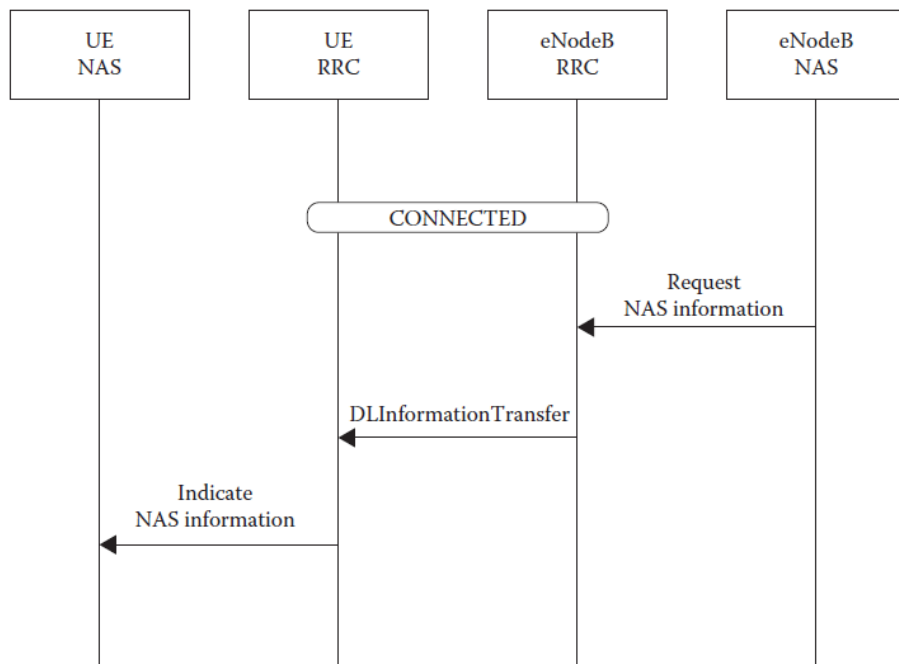 UE
NAS
UE
RRC
eNodeB
RRC
eNodeB
NAS
CONNECTED
Request
NAS information
DLInformationTransfer
Indicate
NAS information